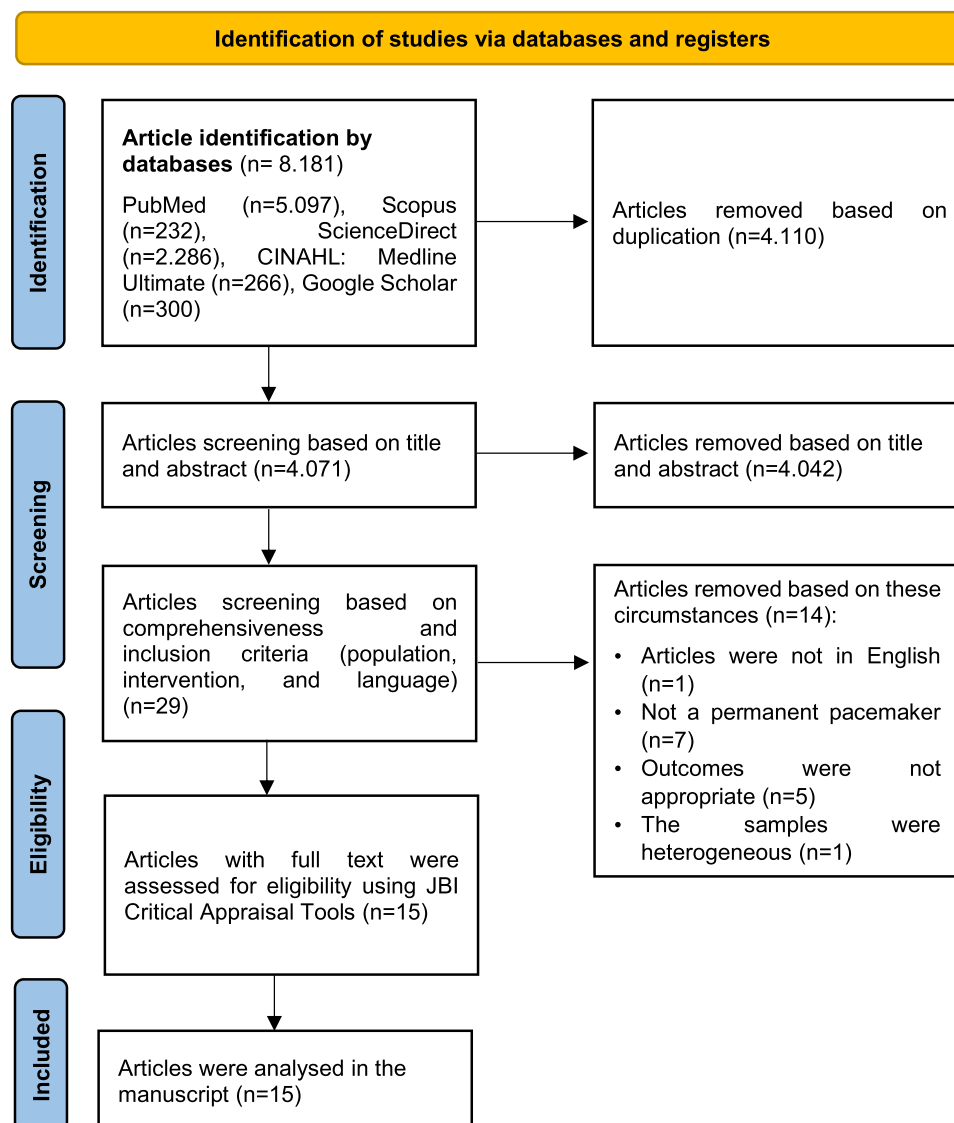 Identification of studies via databases and registers
Identification
Article identification by
databases (n= 8.181)
PubMed (n=5.097), Scopus
(n=232), ScienceDirect
(n=2.286), CINAHL: Medline
Ultimate (n=266), Google Scholar
(n=300)
Articles removed based on
duplication (n=4.110)
Screening
Articles screening based on title
and abstract (n=4.071)
Articles removed based on title
and abstract (n=4.042)
Articles screening based on
comprehensiveness and
inclusion criteria (population,
intervention, and language)
(n=29)
Articles removed based on these
circumstances (n=14):
• Articles were not in English
(n=1)
• Not a permanent pacemaker
(n=7)
• Outcomes were not
appropriate (n=5)
• The samples were
heterogeneous (n=1)
Eligibility
Articles with full text were
assessed for eligibility using JBI
Critical Appraisal Tools (n=15)
Included
Articles were analysed in the
manuscript (n=15)